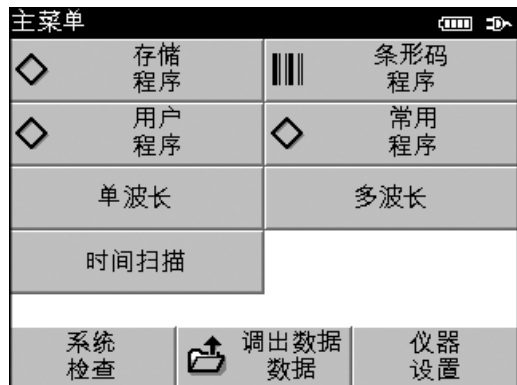 主菜单
存储
程序
条形码
程序
用户
程序
常用
程序
单波长
多波长
时间扫描
系统
检查
调出数据
数据
仪器
设置